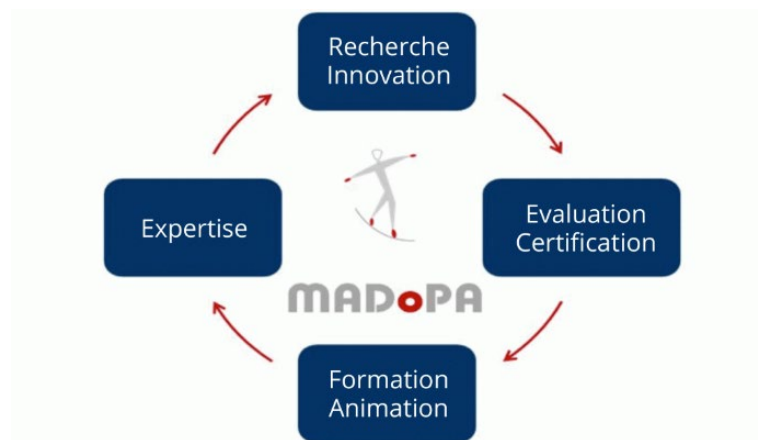 Recherche
Innovation
Expertise
Evaluation
Certification
MADoPA
Formation
Animation